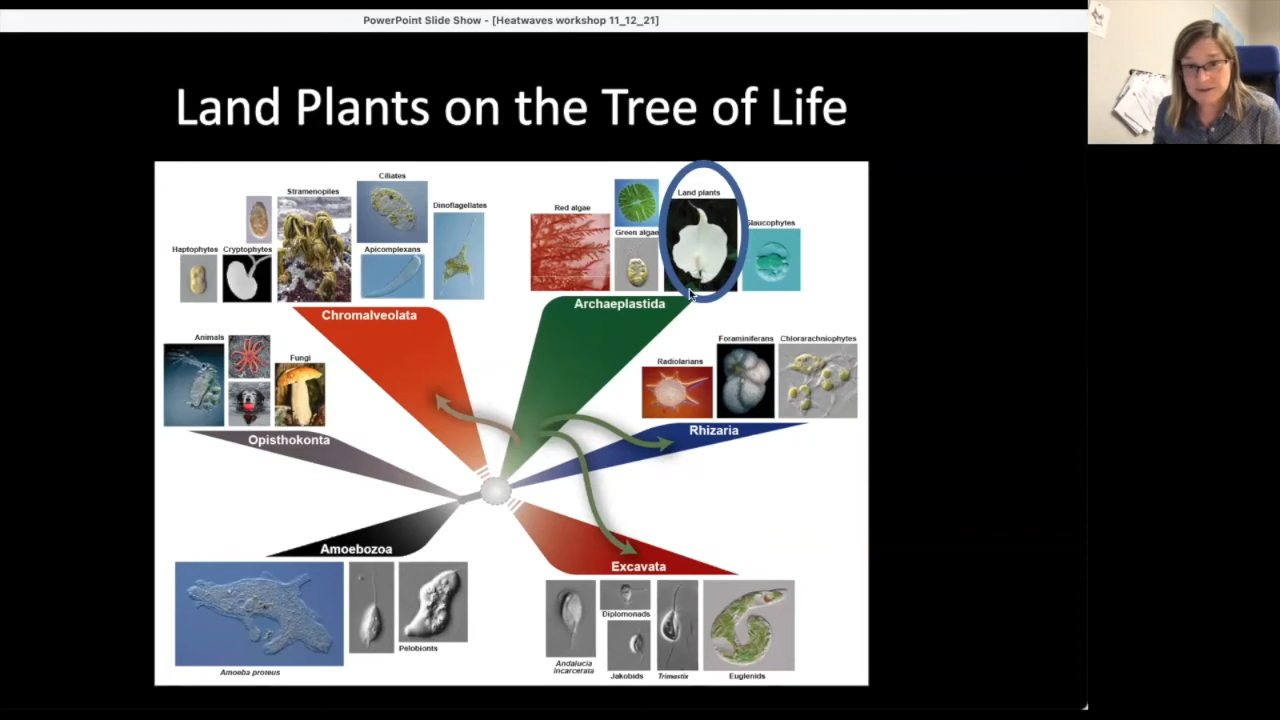 PowerPoint Slide Show - [Heatwaves workshop 11_12_21]
Land Plants on the Tree of Life
Ciliates
Stramenopiles
Dinoflagellates
Haptophytes
Cryptophytes
Apicomplexans
Chromalveolata
Land plants
Red algae
Green algae
Glaucophytes
Archaeplastida
Animals
Fungi
Opisthokonta
Foraminiferans
Chlorarachniophytes
Radiolarians
Rhizaria
Amoebozoa
Amoeba proteus
Pelobionts
Excavata
Diplomonads
Andalucia
incarcerata
Jakobids
Trimastix
Euglenids